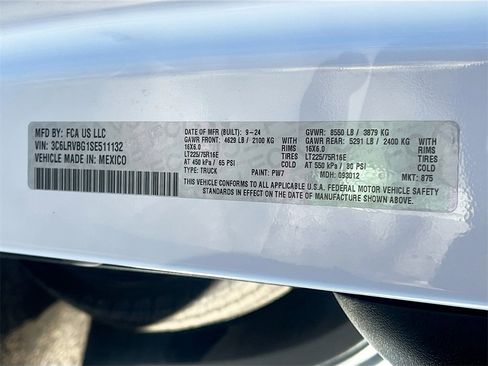 MFD BY: FCA US LLC
VIN: 3C6LRVBG1SE511132
VEHICLE MADE IN: MEXICO
DATE OF MFR (BUILT): 9-24
GAWR FRONT: 4629 LB / 2100 KG WITH
16X6.0 RIMS
LT225/75R16E TIRES
AT 450 kPa / 65 PSI COLD
TYPE: TRUCK PAINT: PW7
GVWR: 8550 LB / 3879 KG
GAWR REAR: 5291 LB / 2400 KG WITH
16X6.0 RIMS
LT225/75R16E TIRES
AT 550 kPa / 80 PSI COLD
MDH: 093012 MKT: 875
THIS VEHICLE CONFORMS TO ALL APPLICABLE U.S.A. FEDERAL MOTOR VEHICLE SAFETY
STANDARDS IN EFFECT ON THE DATE OF MANUFACTURE SHOWN ABOVE.